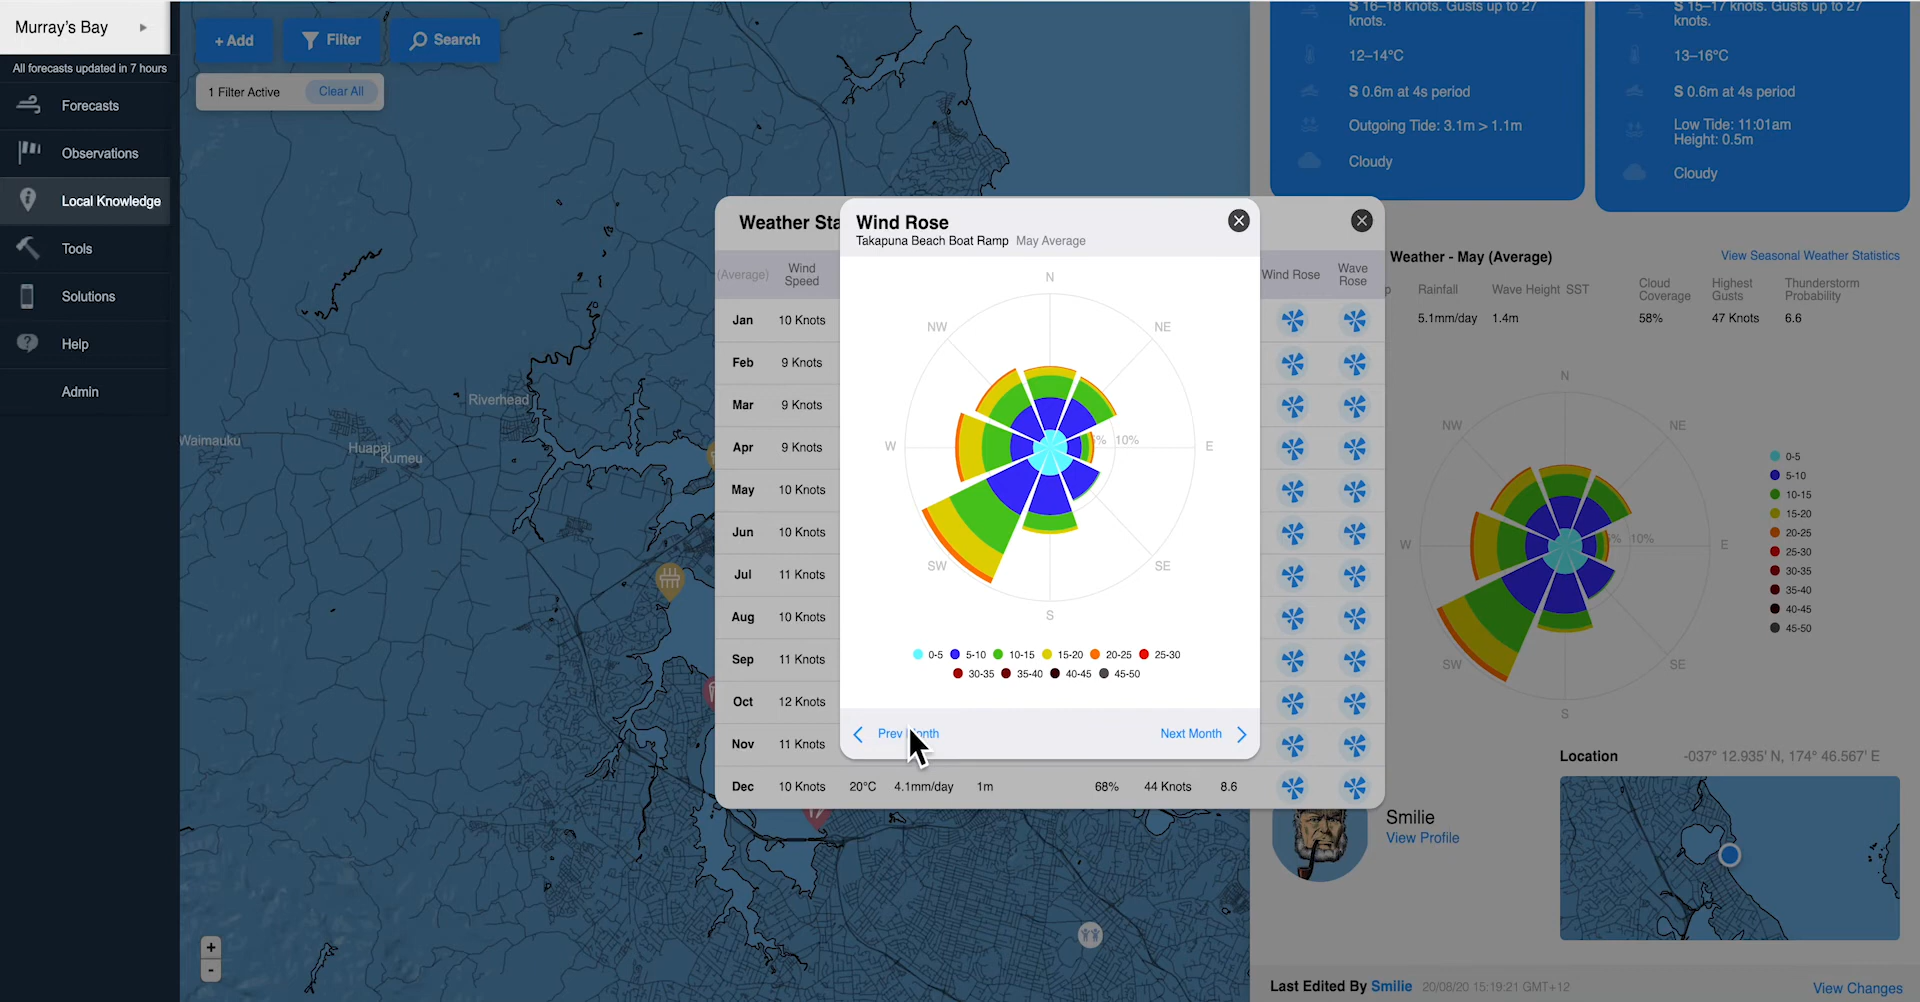 Murray's Bay
All forecasts updated in 7 hours
Forecasts
Observations
Local Knowledge
Tools
Solutions
Help
Admin
+ Add
Filter
Search
1 Filter Active
Clear All
Riverhead
Waimauku
Huapai
Kumeu
+
-
S 16–18 knots. Gusts up to 27
knots.
12–14°C
S 0.6m at 4s period
Outgoing Tide: 3.1m > 1.1m
Cloudy
S 15–17 knots. Gusts up to 27
knots.
13–16°C
S 0.6m at 4s period
Low Tide: 11:01am
Height: 0.5m
Cloudy
Weather Sta
(Average)
Wind
Speed
Wind Rose
Wave
Rose
Jan 10 Knots
Feb 9 Knots
Mar 9 Knots
Apr 9 Knots
May 10 Knots
Jun 10 Knots
Jul 11 Knots
Aug 10 Knots
Sep 11 Knots
Oct 12 Knots
Nov 11 Knots
Dec 10 Knots 20°C 4.1mm/day 1m 68% 44 Knots 8.6
Wind Rose
Takapuna Beach Boat Ramp May Average
N
NW NE
10%
W E
SW SE
S
0-5 5-10 10-15 15-20 20-25 25-30
30-35 35-40 40-45 45-50
Prev Month
Next Month
Weather - May (Average)
View Seasonal Weather Statistics
p Rainfall Wave Height SST
Cloud
Coverage
Highest
Gusts
Thunderstorm
Probability
5.1mm/day 1.4m 58% 47 Knots 6.6
N
NW NE
% 10%
W E
SW SE
S
0-5
5-10
10-15
15-20
20-25
25-30
30-35
35-40
40-45
45-50
Location -037° 12.935' N, 174° 46.567' E
Smilie
View Profile
Last Edited By Smilie 20/08/20 15:19:21 GMT+12
View Changes